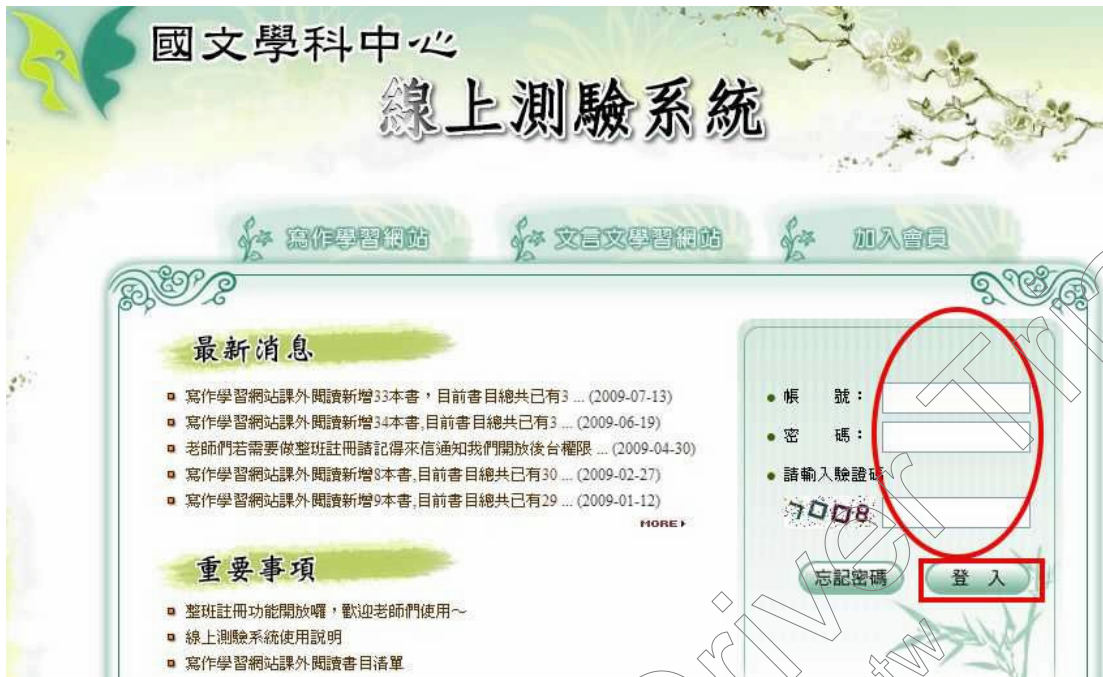 國文學科中心
線上測驗系統
寫作學習網站
文言文學習網站
加入會員
最新消息
寫作學習網站課外閱讀新增33本書，目前書目總共已有3 ... (2009-07-13)
寫作學習網站課外閱讀新增34本書,目前書目總共已有3 ... (2009-06-19)
老師們若需要做整班註冊請記得來信通知我們開放後台權限 ... (2009-04-30)
寫作學習網站課外閱讀新增8本書,目前書目總共已有30 ... (2009-02-27)
寫作學習網站課外閱讀新增9本書,目前書目總共已有29 ... (2009-01-12)
MORE
重要事項
整班註冊功能開放囉，歡迎老師們使用～
線上測驗系統使用說明
寫作學習網站課外閱讀書目清單
帳 號：
密 碼：
請輸入驗證碼
7008
忘記密碼
登 入
river Tri
tw